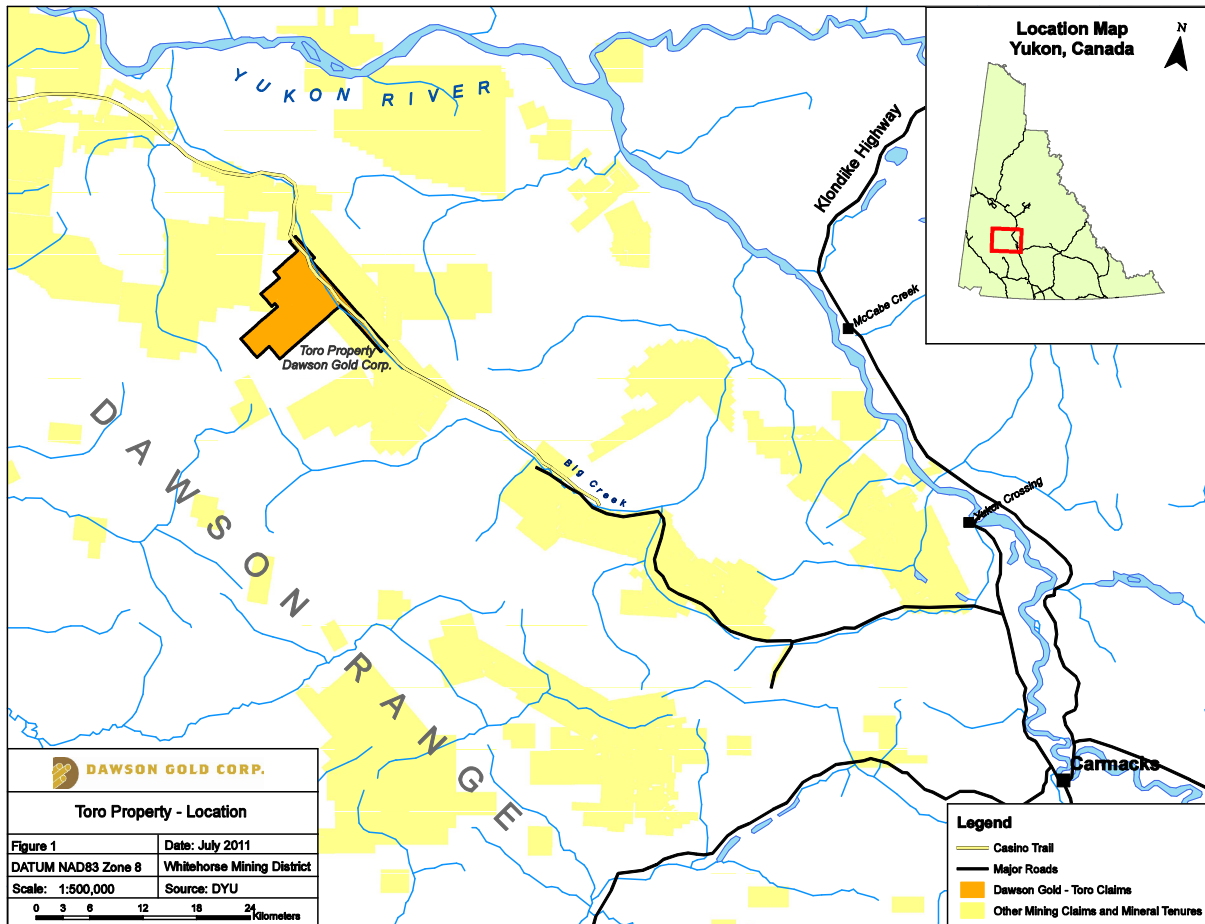 Location Map
Yukon, Canada
N
YUKON RIVER
Klondike Highway
McCabe Creek
Toro Property
Dawson Gold Corp.
DAWSON RANGE
Big Creek
Yukon Crossing
Carmacks
DAWSON GOLD CORP.
Toro Property - Location
Figure 1
Date: July 2011
DATUM NAD83 Zone 8
Whitehorse Mining District
Scale: 1:500,000
Source: DYU
0 3 6 12 18 24
Kilometers
Legend
Casino Trail
Major Roads
Dawson Gold - Toro Claims
Other Mining Claims and Mineral Tenures